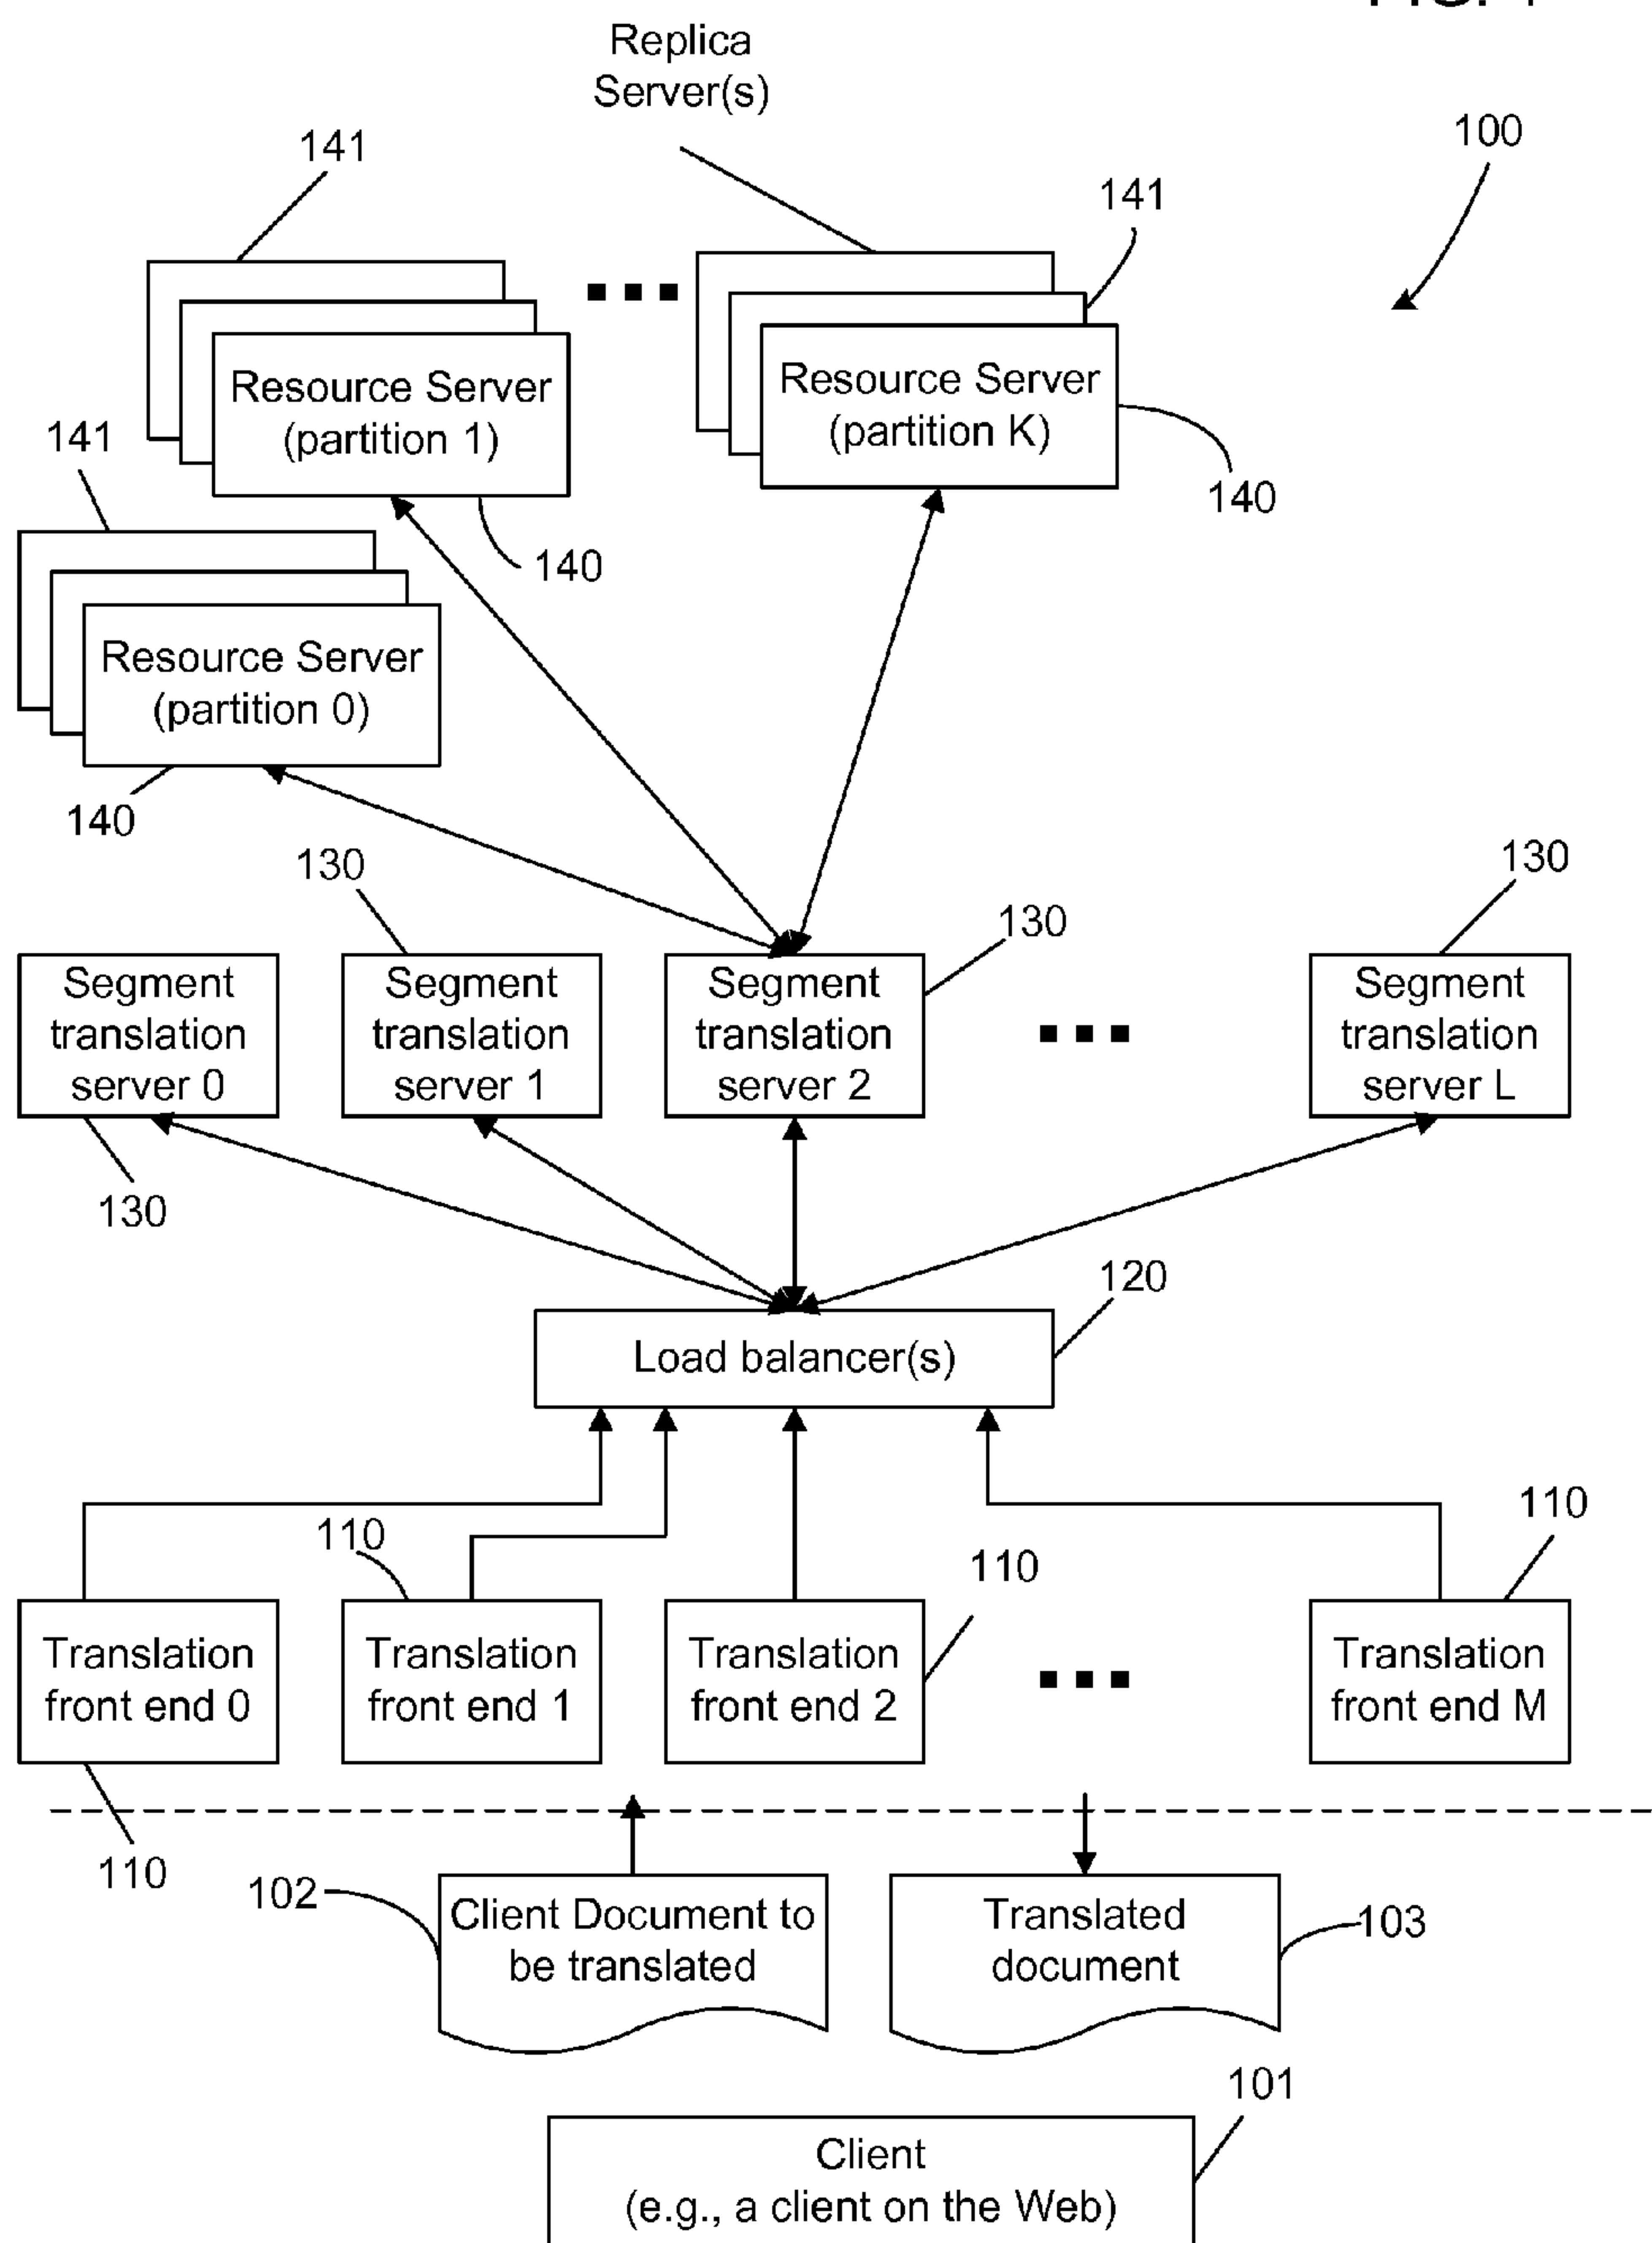 Replica
Server(s)
100
141
141
Resource Server
(partition 1)
Resource Server
(partition K)
141
140
140
Resource Server
(partition 0)
140
130
130
130
Segment
translation
server 0
Segment
translation
server 1
Segment
translation
server 2
Segment
translation
server L
130
120
Load balancer(s)
110
110
110
Translation
front end 0
Translation
front end 1
Translation
front end 2
Translation
front end M
110
102
Client Document to
be translated
Translated
document
103
101
Client
(e.g., a client on the Web)